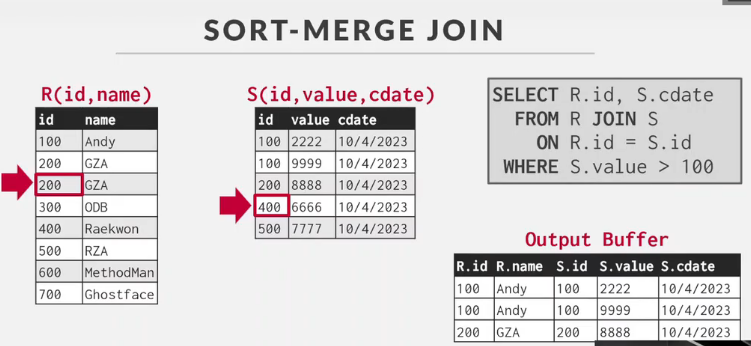 SORT-MERGE JOIN
R(id,name)
id name
100 Andy
200 GZA
200 GZA
300 ODB
400 Raekwon
500 RZA
600 MethodMan
700 Ghostface
S(id,value,cdate)
id value cdate
100 2222 10/4/2023
100 9999 10/4/2023
200 8888 10/4/2023
400 6666 10/4/2023
500 7777 10/4/2023
SELECT R.id, S.cdate
FROM R JOIN S
ON R.id = S.id
WHERE S.value > 100
Output Buffer
R.id R.name S.id S.value S.cdate
100 Andy 100 2222 10/4/2023
100 Andy 100 9999 10/4/2023
200 GZA 200 8888 10/4/2023